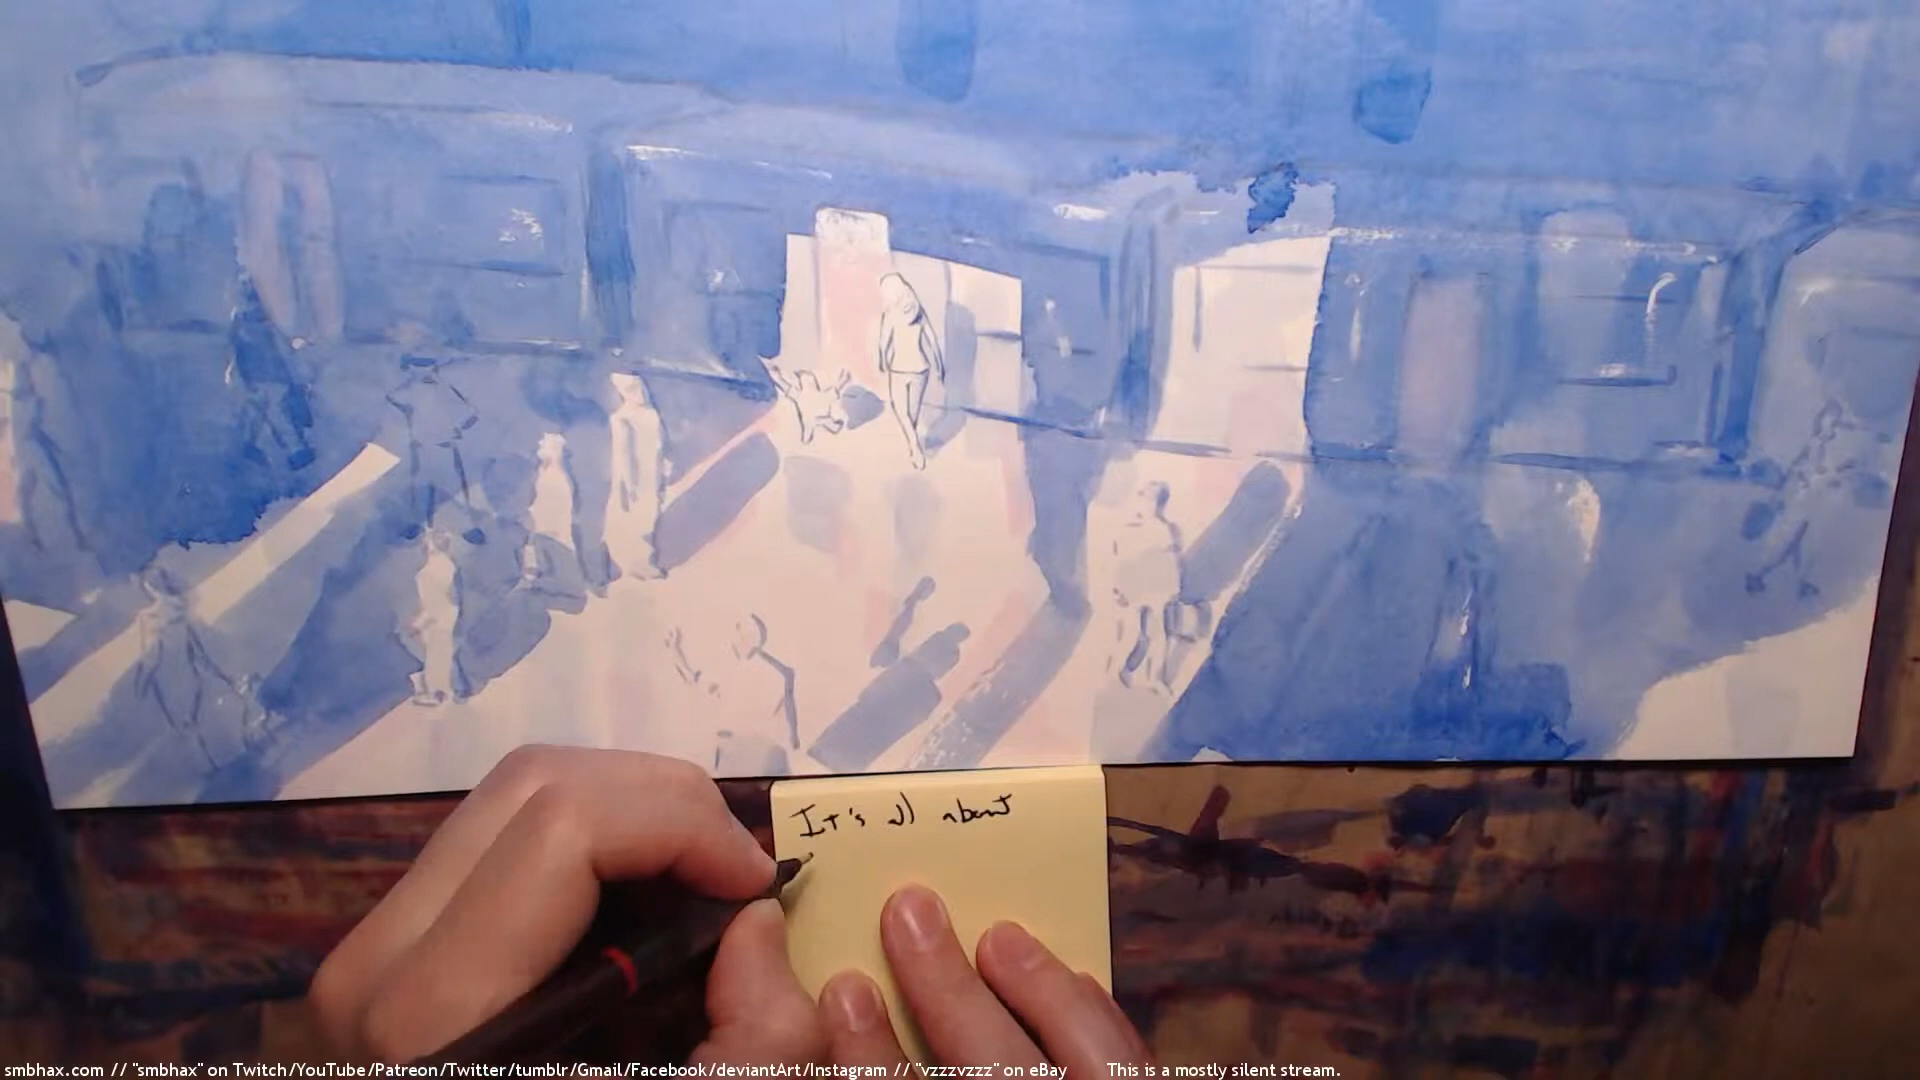 It's all about
smbhax.com // "smbhax" on Twitch/YouTube/Patreon/Twitter/tumblr/Gmail/Facebook/deviantArt/Instagram // "vzzzvzzz" on eBay This is a mostly silent stream.